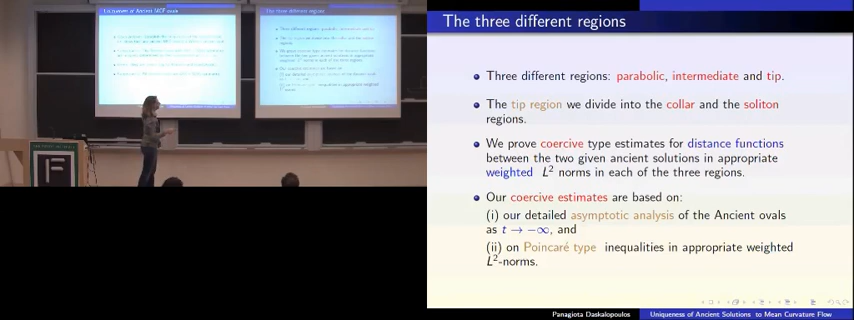 The three different regions
Three different regions: parabolic, intermediate and tip.
The tip region we divide into the collar and the soliton
regions.
We prove coercive type estimates for distance functions
between the two given ancient solutions in appropriate
weighted L² norms in each of the three regions.
Our coercive estimates are based on:
(i) our detailed asymptotic analysis of the Ancient ovals
as t → −∞, and
(ii) on Poincaré type inequalities in appropriate weighted
L²-norms.
Panagiota Daskalopoulos Uniqueness of Ancient Solutions to Mean Curvature Flow
The three different regions